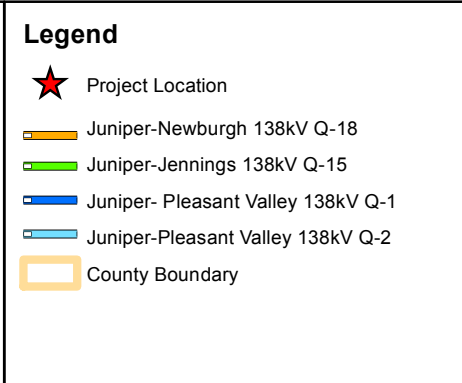 Legend
Project Location
Juniper-Newburgh 138kV Q-18
Juniper-Jennings 138kV Q-15
Juniper- Pleasant Valley 138kV Q-1
Juniper-Pleasant Valley 138kV Q-2
County Boundary